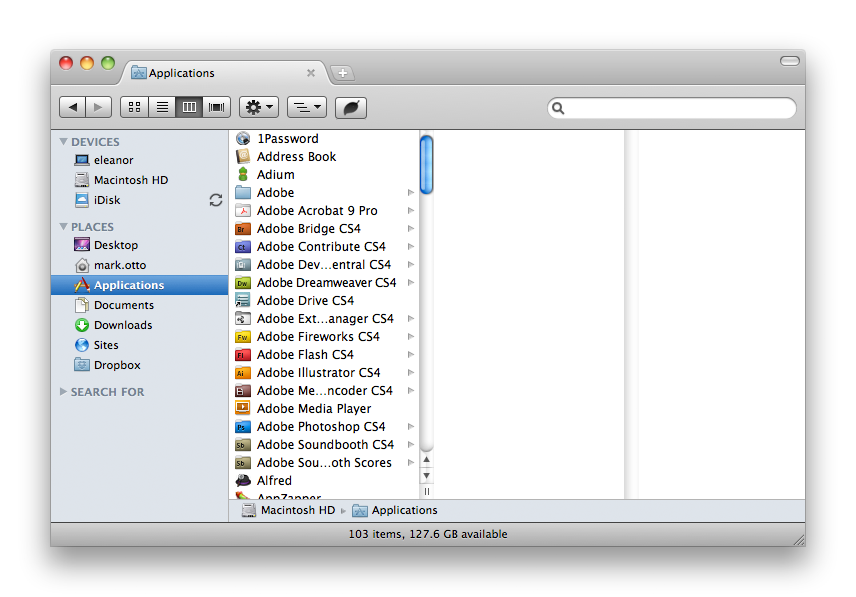 Applications
DEVICES
eleanor
Macintosh HD
iDisk
PLACES
Desktop
mark.otto
Applications
Documents
Downloads
Sites
Dropbox
SEARCH FOR
1Password
Address Book
Adium
Adobe
Adobe Acrobat 9 Pro
Adobe Bridge CS4
Adobe Contribute CS4
Adobe Dev...entral CS4
Adobe Dreamweaver CS4
Adobe Drive CS4
Adobe Ext...anager CS4
Adobe Fireworks CS4
Adobe Flash CS4
Adobe Illustrator CS4
Adobe Me...ncoder CS4
Adobe Media Player
Adobe Photoshop CS4
Adobe Soundbooth CS4
Adobe Sou...oth Scores
Alfred
AppZapper
Macintosh HD Applications
103 items, 127.6 GB available